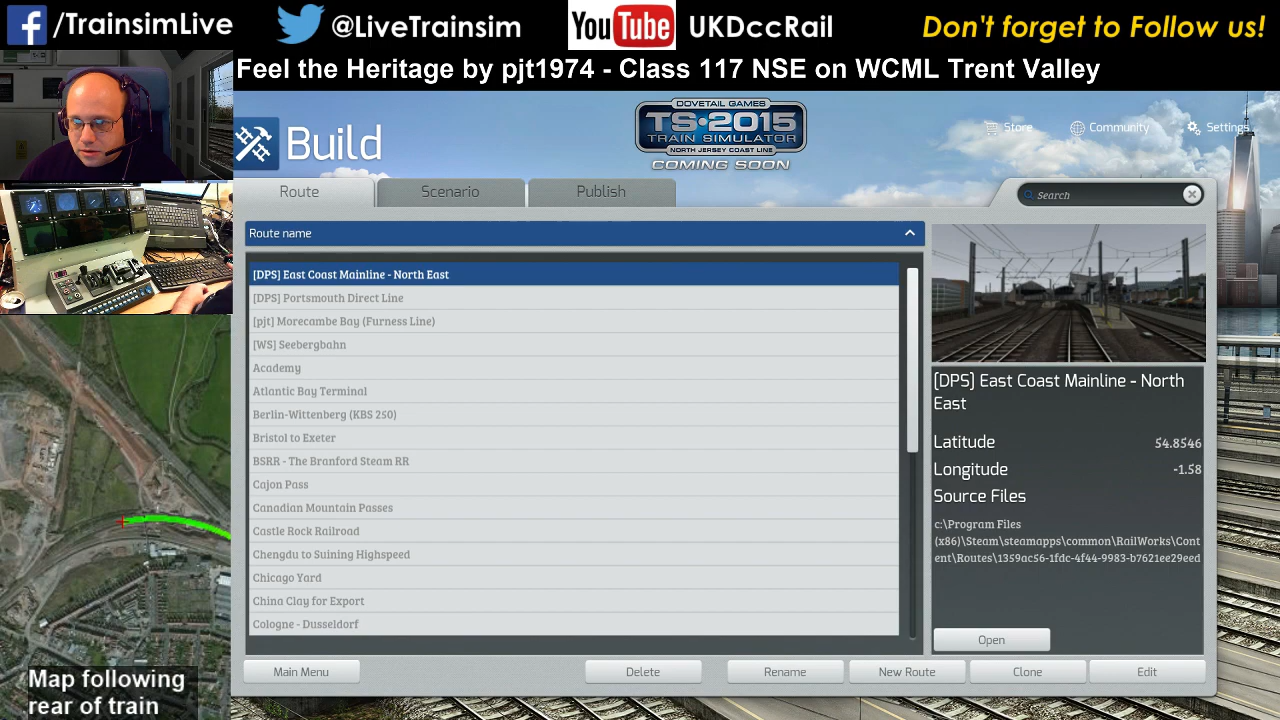 /TrainsimLive
@LiveTrainsim
YouTube
UKDccRail
Don't forget to Follow us!
Feel the Heritage by pjt1974 - Class 117 NSE on WCML Trent Valley
Build
DOVETAIL GAMES
TS2015
TRAIN SIMULATOR
NORTH JERSEY COAST LINE
COMING SOON
Store
Community
Settings
Route
Scenario
Publish
Search
Route name
[DPS] East Coast Mainline - North East
[DPS] Portsmouth Direct Line
[pjt] Morecambe Bay (Furness Line)
[WS] Seebergbahn
Academy
Atlantic Bay Terminal
Berlin-Wittenberg (KBS 250)
Bristol to Exeter
BSRR - The Branford Steam RR
Cajon Pass
Canadian Mountain Passes
Castle Rock Railroad
Chengdu to Suining Highspeed
Chicago Yard
China Clay for Export
Cologne - Dusseldorf
[DPS] East Coast Mainline - North
East
Latitude 54.8546
Longitude -1.58
Source Files
c:\Program Files
(x86)\Steam\steamapps\common\RailWorks\Cont
ent\Routes\1359ac56-1fdc-4f44-9983-b7621ee29eed
Open
Main Menu
Delete
Rename
New Route
Clone
Edit
Map following
rear of train